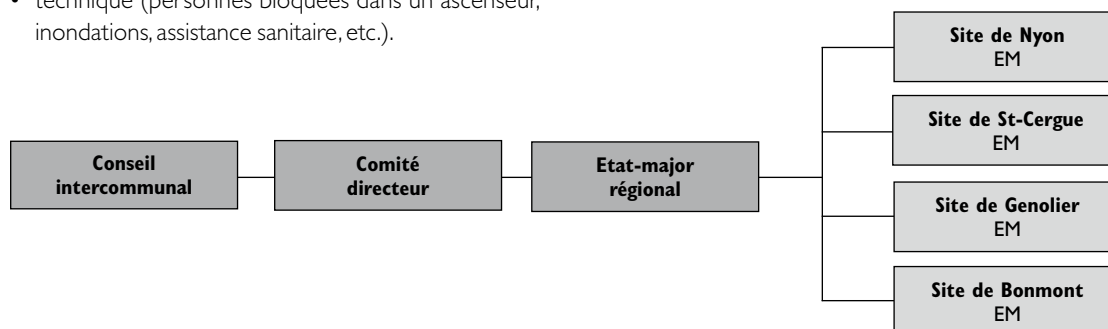 • technique (personnes bloquées dans un ascenseur,
inondations, assistance sanitaire, etc.).
Conseil
intercommunal
Comité
directeur
Etat-major
régional
Site de Nyon
EM
Site de St-Cergue
EM
Site de Genolier
EM
Site de Bonmont
EM